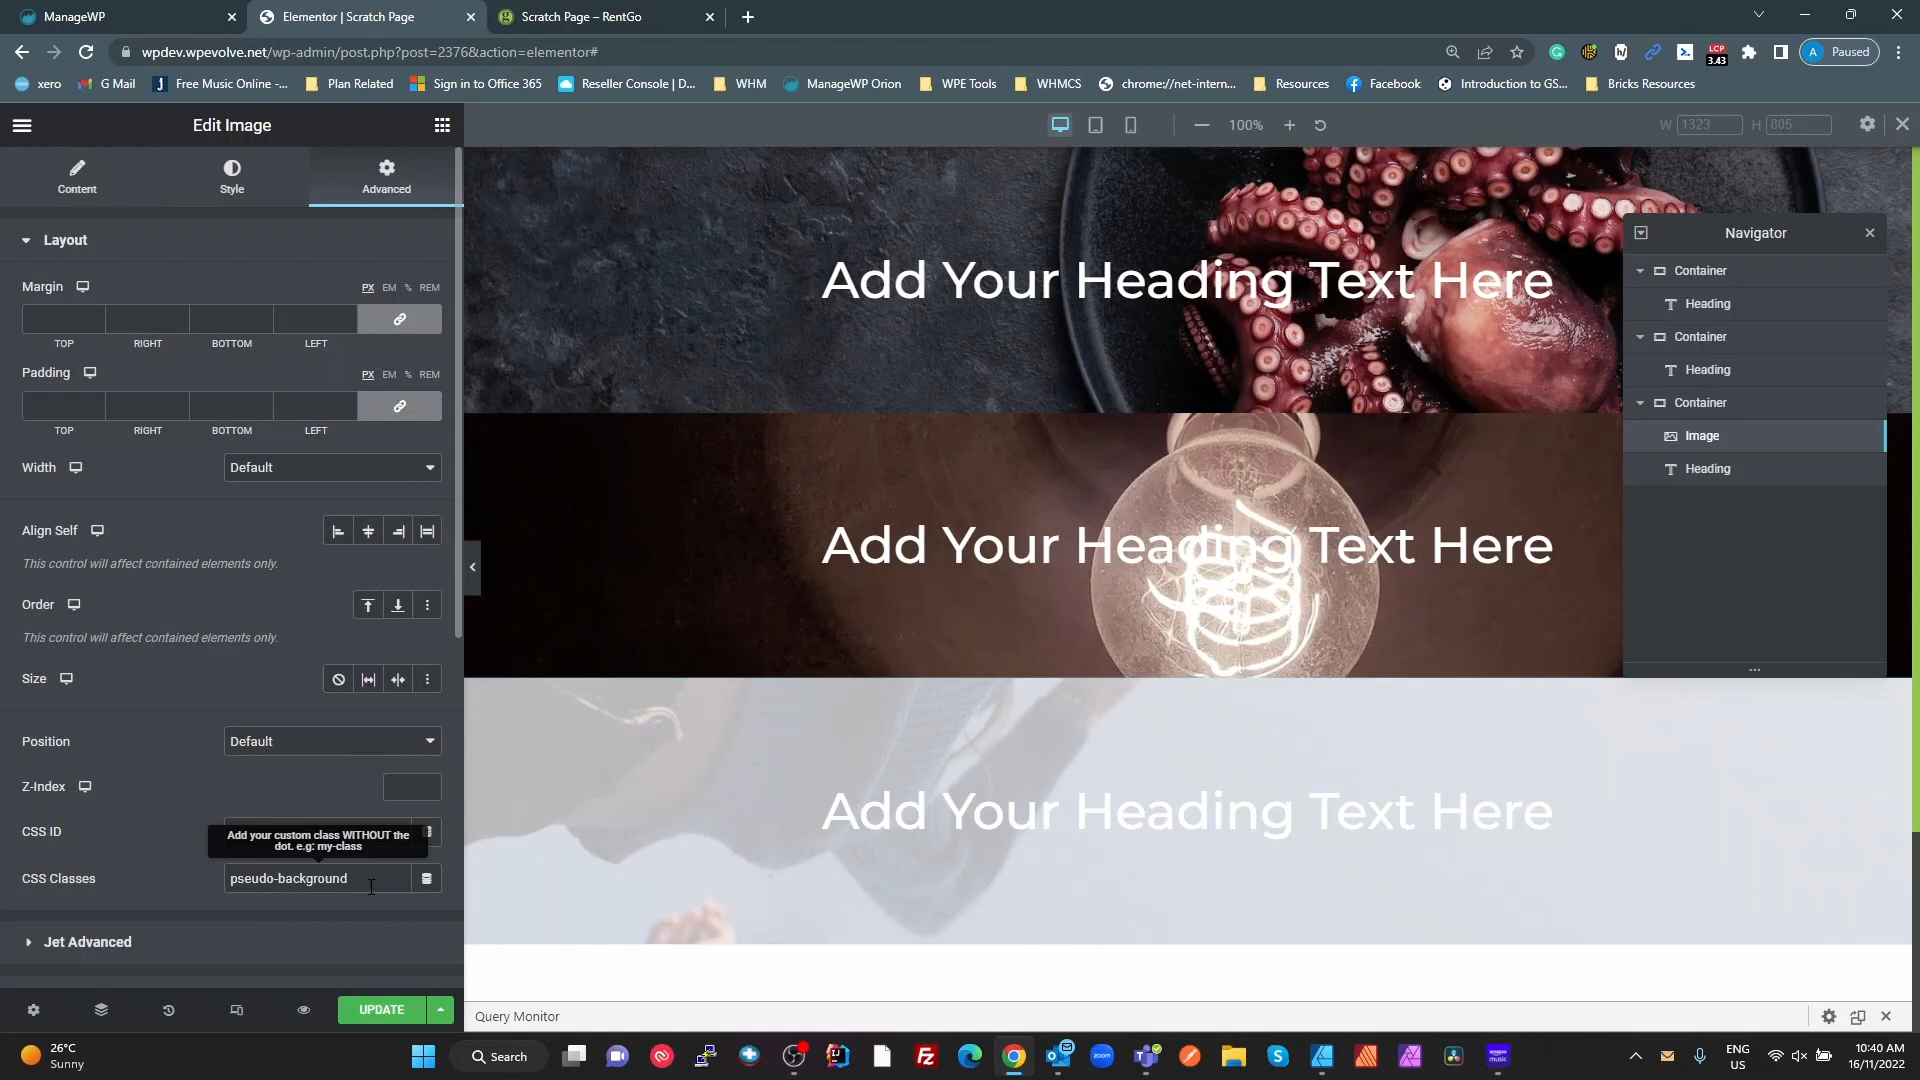 ManageWP
Elementor | Scratch Page
Scratch Page – RentGo
wpdev.wpevolve.net/wp-admin/post.php?post=2376&action=elementor#
LCP
3.43
A Paused
xero
G Mail
Free Music Online -...
Plan Related
Sign in to Office 365
Reseller Console | D...
WHM
ManageWP Orion
WPE Tools
WHMCS
chrome://net-intern...
Resources
Facebook
Introduction to GS...
Bricks Resources
Edit Image
100%
W 1323 H 805
Content
Style
Advanced
Layout
Margin
PX EM % REM
TOP RIGHT BOTTOM LEFT
Padding
PX EM % REM
TOP RIGHT BOTTOM LEFT
Width
Default
Align Self
This control will affect contained elements only.
Order
This control will affect contained elements only.
Size
Position
Default
Z-Index
CSS ID
Add your custom class WITHOUT the
dot. e.g: my-class
CSS Classes
pseudo-background
Jet Advanced
UPDATE
Add Your Heading Text Here
Add Your Heading Text Here
Add Your Heading Text Here
Navigator
Container
Heading
Container
Heading
Container
Image
Heading
Query Monitor
26°C
Sunny
Search
zoom
ENG
US
10:40 AM
16/11/2022